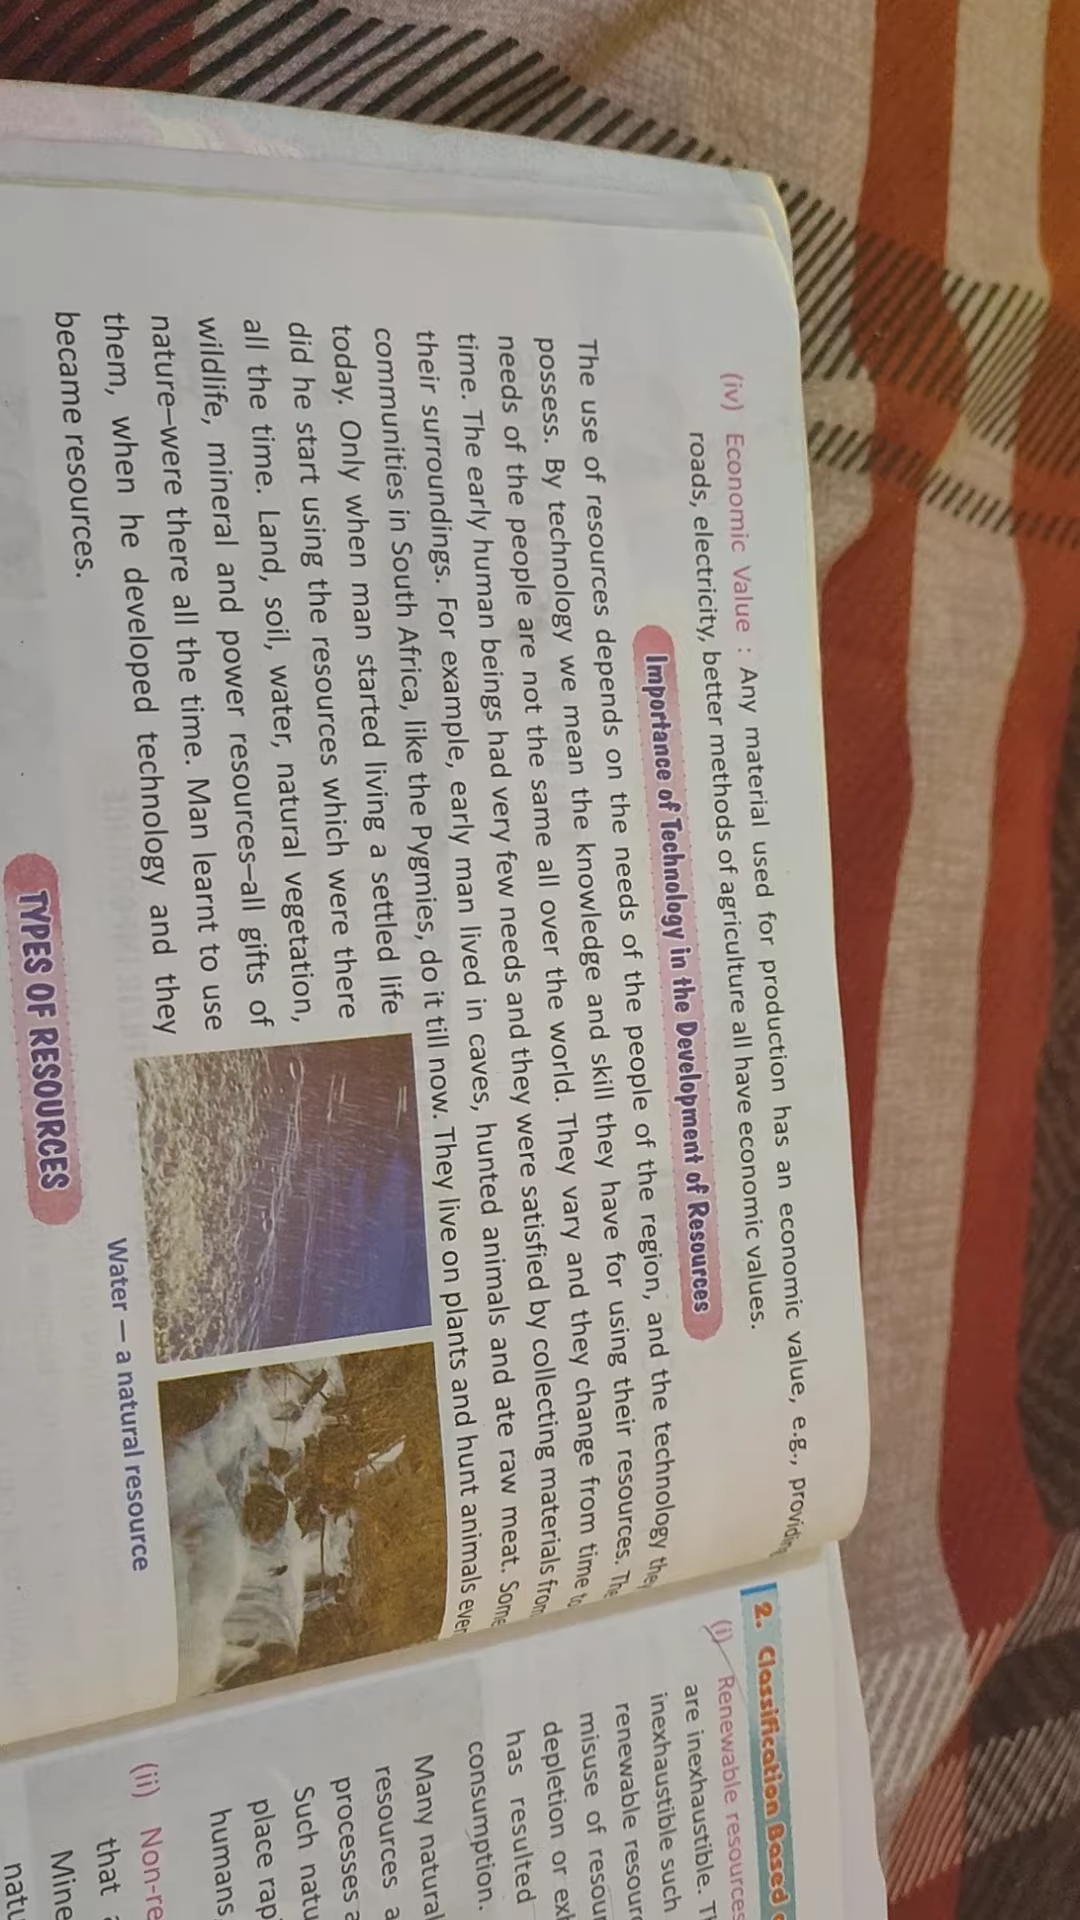 (iv) Economic Value : Any material used for production has an economic value, e.g., providing
roads, electricity, better methods of agriculture all have economic values.
Importance of Technology in the Development of Resources
The use of resources depends on the needs of the people of the region, and the technology they
possess. By technology we mean the knowledge and skill they have for using their resources. The
needs of the people are not the same all over the world. They vary and they change from time to
time. The early human beings had very few needs and they were satisfied by collecting materials from
their surroundings. For example, early man lived in caves, hunted animals and ate raw meat. Some
communities in South Africa, like the Pygmies, do it till now. They live on plants and hunt animals even
today. Only when man started living a settled life
did he start using the resources which were there
all the time. Land, soil, water, natural vegetation,
wildlife, mineral and power resources–all gifts of
nature–were there all the time. Man learnt to use
them, when he developed technology and they
became resources.
Water — a natural resource
TYPES OF RESOURCES
2. Classification Based
(i) Renewable resources
are inexhaustible.
inexhaustible such
renewable
misuse of
depletion or
has resulted
consumption.
Many natural
resources
processes
Such
place
humans
(ii)
that